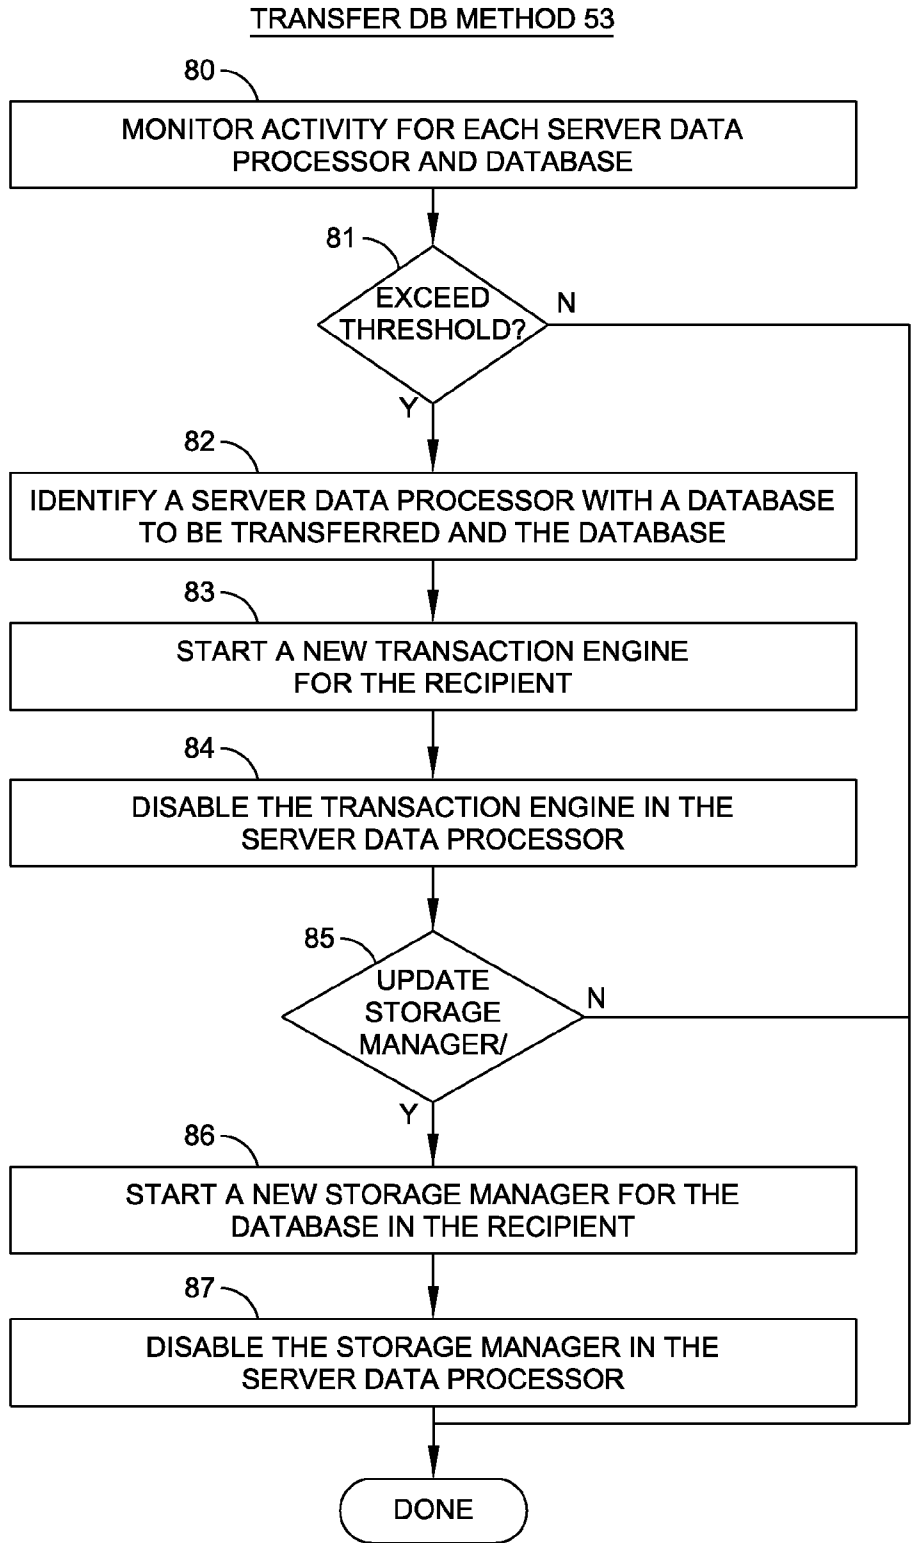 TRANSFER DB METHOD 53
80
MONITOR ACTIVITY FOR EACH SERVER DATA
PROCESSOR AND DATABASE
81
EXCEED
THRESHOLD?
N
Y
82
IDENTIFY A SERVER DATA PROCESSOR WITH A DATABASE
TO BE TRANSFERRED AND THE DATABASE
83
START A NEW TRANSACTION ENGINE
FOR THE RECIPIENT
84
DISABLE THE TRANSACTION ENGINE IN THE
SERVER DATA PROCESSOR
85
UPDATE
STORAGE
MANAGER/
N
Y
86
START A NEW STORAGE MANAGER FOR THE
DATABASE IN THE RECIPIENT
87
DISABLE THE STORAGE MANAGER IN THE
SERVER DATA PROCESSOR
DONE